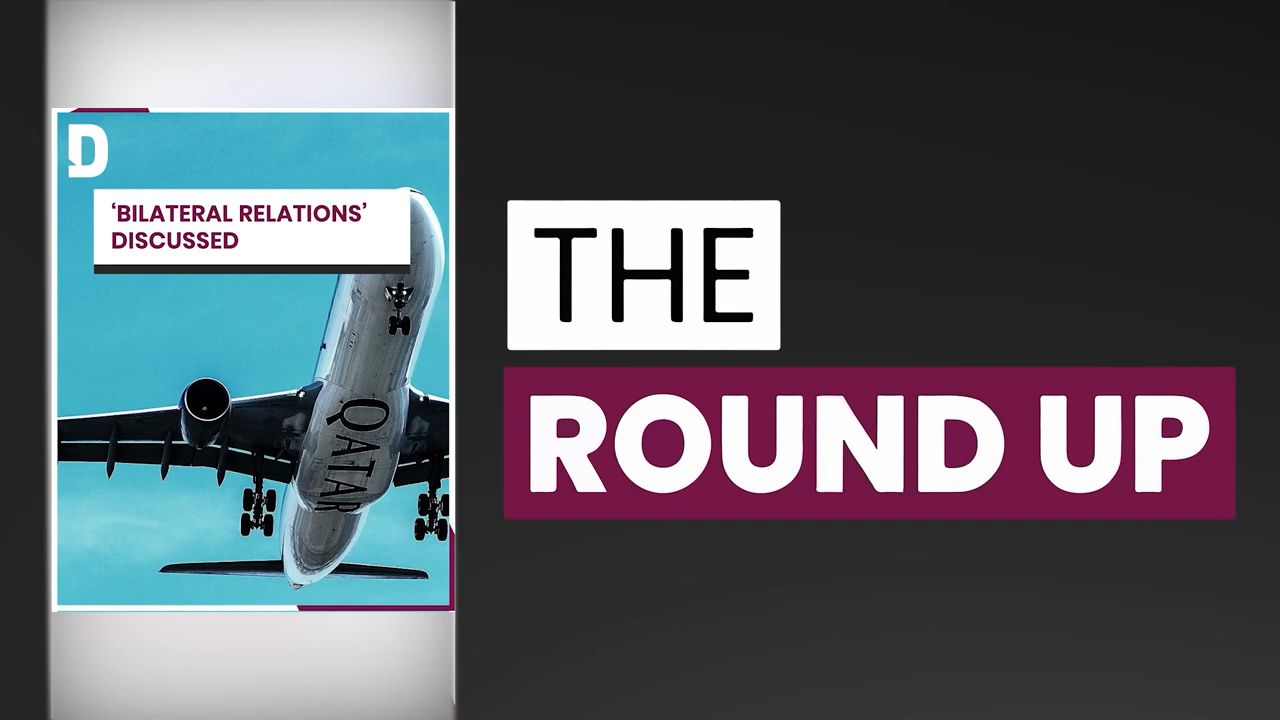 D
‘BILATERAL RELATIONS’
DISCUSSED
QATAR
THE
ROUND UP